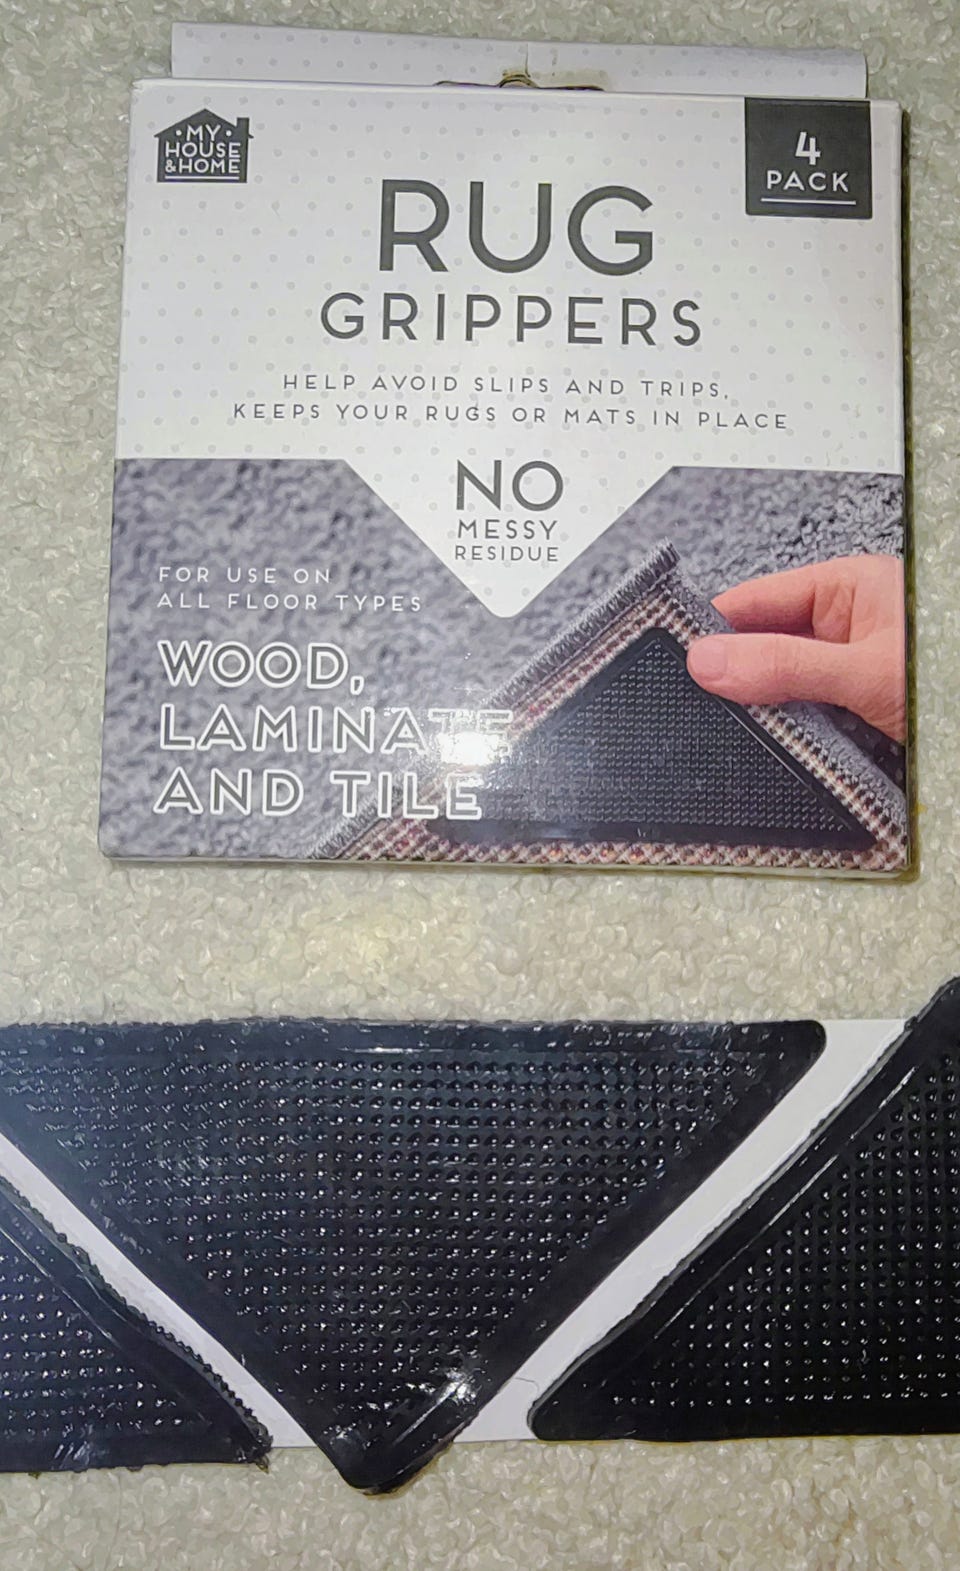 ·MY·
HOUSE
&HOME
4
PACK
RUG
GRIPPERS
HELP AVOID SLIPS AND TRIPS,
KEEPS YOUR RUGS OR MATS IN PLACE
NO
MESSY
RESIDUE
FOR USE ON
ALL FLOOR TYPES
WOOD,
LAMINATE
AND TILE